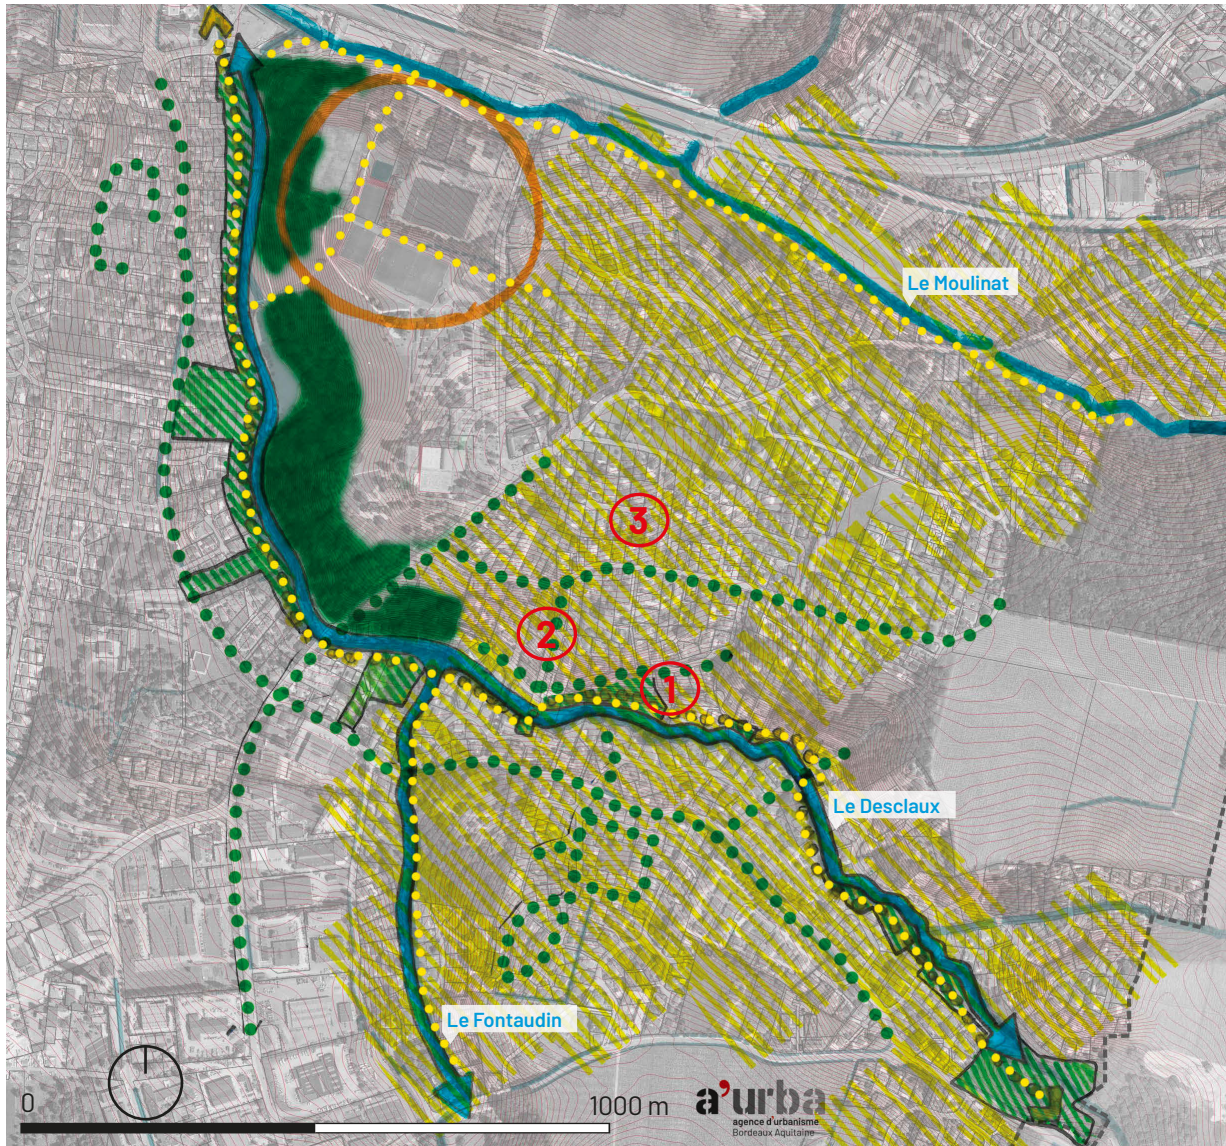 Le Moulinat
3
2
1
Le Desclaux
Le Fontaudin
0
1000 m
a'urba
agence d'urbanisme
Bordeaux Aquitaine